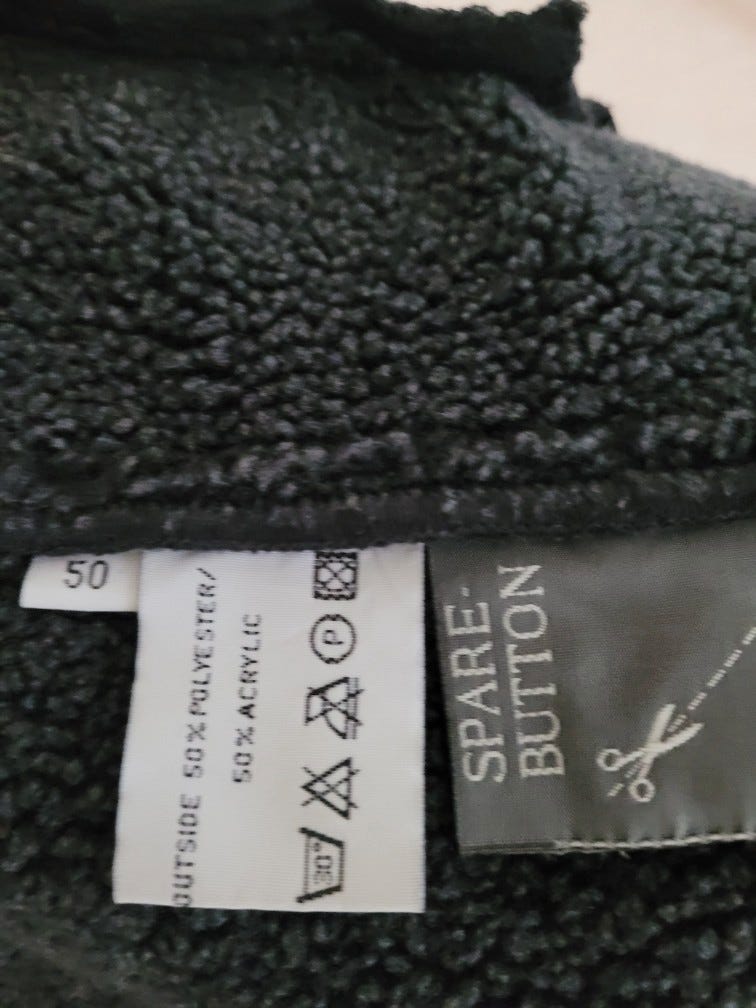 50
OUTSIDE 50% POLYESTER/
50% ACRYLIC
30°
P
SPARE-
BUTTON